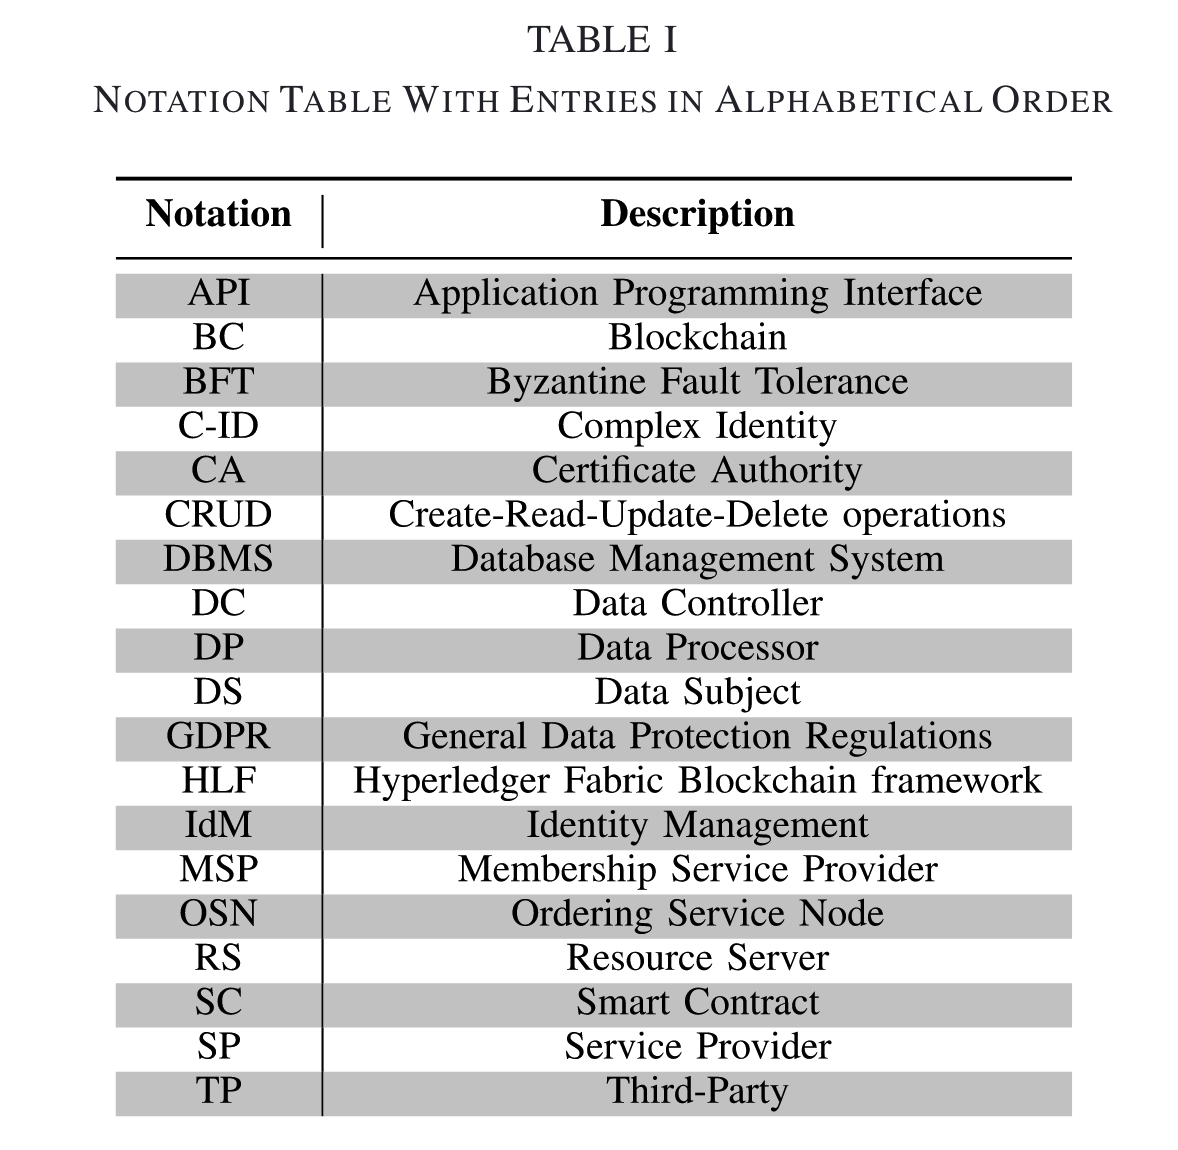 TABLE I
NOTATION TABLE WITH ENTRIES IN ALPHABETICAL ORDER
Notation Description
API Application Programming Interface
BC Blockchain
BFT Byzantine Fault Tolerance
C-ID Complex Identity
CA Certificate Authority
CRUD Create-Read-Update-Delete operations
DBMS Database Management System
DC Data Controller
DP Data Processor
DS Data Subject
GDPR General Data Protection Regulations
HLF Hyperledger Fabric Blockchain framework
IdM Identity Management
MSP Membership Service Provider
OSN Ordering Service Node
RS Resource Server
SC Smart Contract
SP Service Provider
TP Third-Party